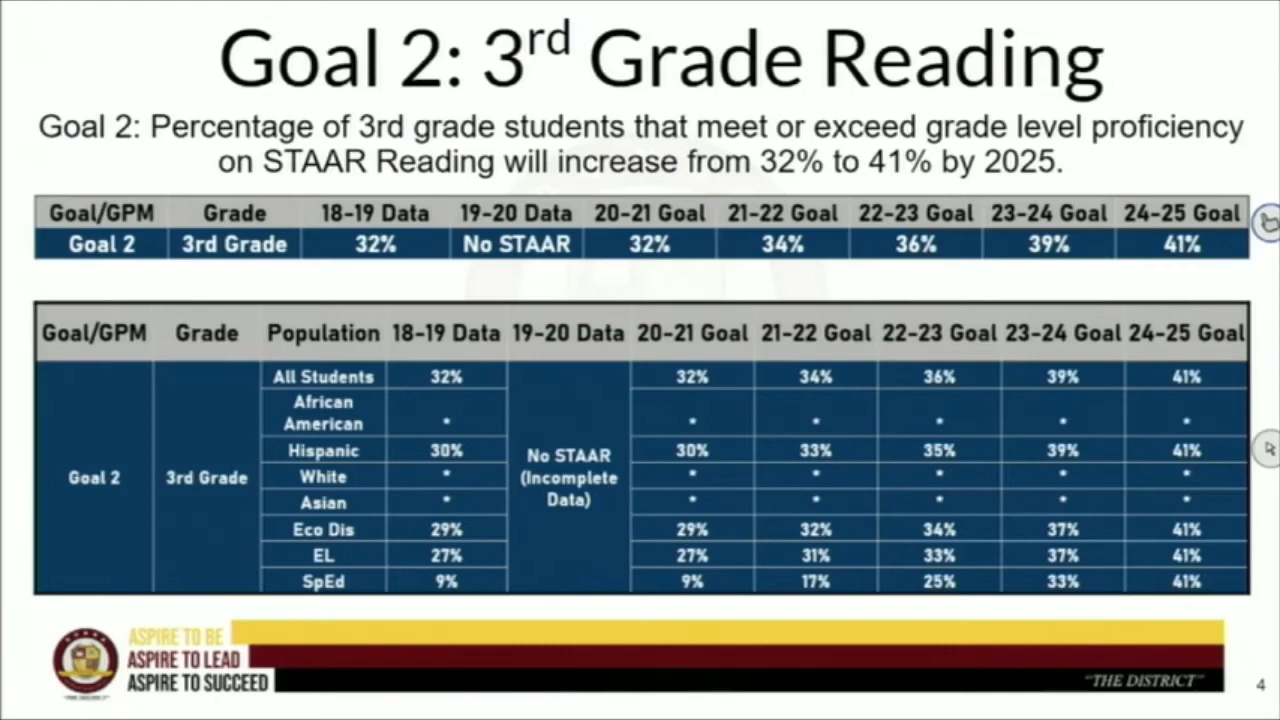 Goal 2: 3rd Grade Reading
Goal 2: Percentage of 3rd grade students that meet or exceed grade level proficiency
on STAAR Reading will increase from 32% to 41% by 2025.
Goal/GPM Grade 18-19 Data 19-20 Data 20-21 Goal 21-22 Goal 22-23 Goal 23-24 Goal 24-25 Goal
Goal 2 3rd Grade 32% No STAAR 32% 34% 36% 39% 41%
Goal/GPM Grade Population 18-19 Data 19-20 Data 20-21 Goal 21-22 Goal 22-23 Goal 23-24 Goal 24-25 Goal
Goal 2 3rd Grade
No STAAR
(Incomplete
Data)
All Students 32% 32% 34% 36% 39% 41%
African
American * * * * * *
Hispanic 30% 30% 33% 35% 39% 41%
White * * * * * *
Asian * * * * * *
Eco Dis 29% 29% 32% 34% 37% 41%
EL 27% 27% 31% 33% 37% 41%
SpEd 9% 9% 17% 25% 33% 41%
ASPIRE TO BE
ASPIRE TO LEAD
ASPIRE TO SUCCEED
"THE DISTRICT"
4